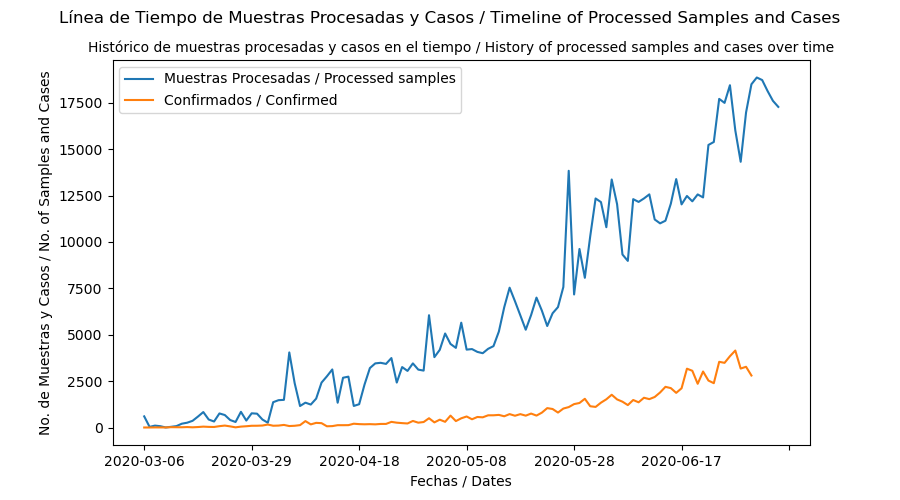 Línea de Tiempo de Muestras Procesadas y Casos / Timeline of Processed Samples and Cases
Histórico de muestras procesadas y casos en el tiempo / History of processed samples and cases over time
Muestras Procesadas / Processed samples
Confirmados / Confirmed
No. de Muestras y Casos / No. of Samples and Cases
17500
15000
12500
10000
7500
5000
2500
0
2020-03-06 2020-03-29 2020-04-18 2020-05-08 2020-05-28 2020-06-17
Fechas / Dates